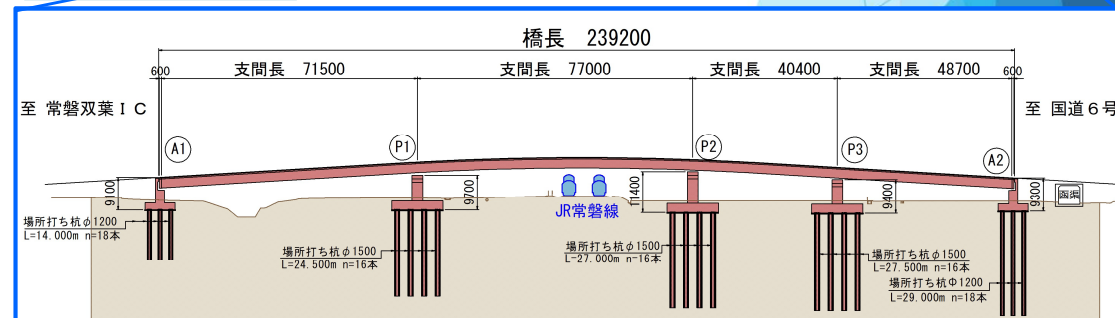 橋長 239200
600 支間長 71500 支間長 77000 支間長 40400 支間長 48700 600
至 常磐双葉IC
至 国道6号
A1
P1
P2
P3
A2
9100
9700
11400
9400
9300
函渠
JR常磐線
場所打ち杭φ1200
L=14.000m n=18本
場所打ち杭φ1500
L=24.500m n=16本
場所打ち杭φ1500
L=27.000m n=16本
場所打ち杭φ1500
L=27.500m n=16本
場所打ち杭Φ1200
L=29.000m n=18本